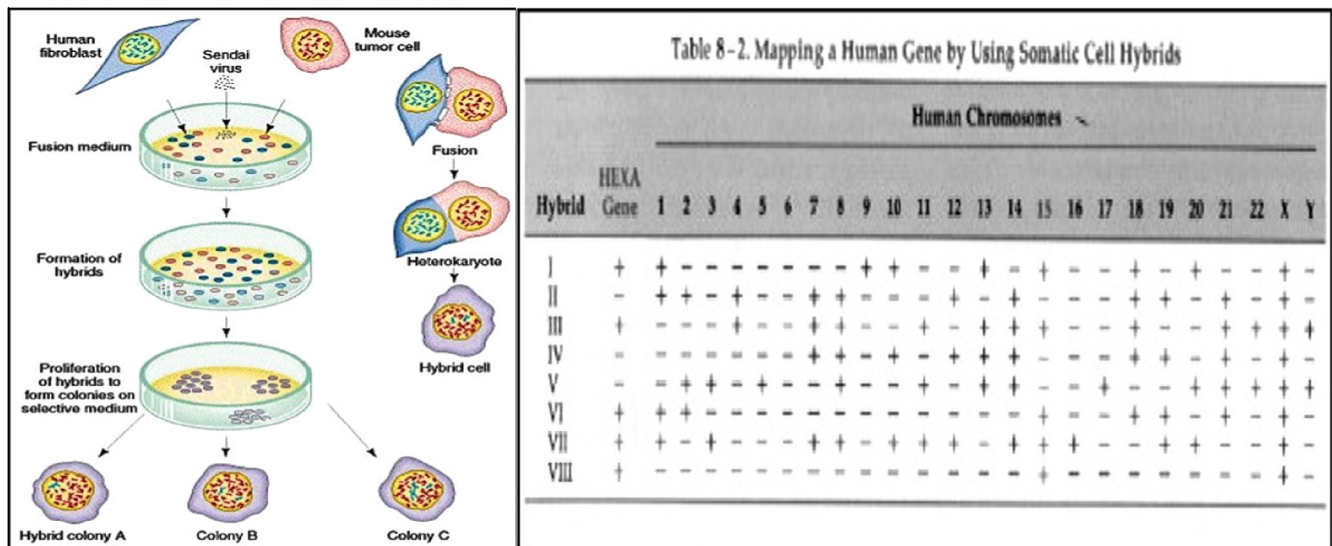 Human
fibroblast
Sendai
virus
Mouse
tumor cell
Fusion medium
Fusion
Formation of
hybrids
Heterokaryote
Hybrid cell
Proliferation
of hybrids to
form colonies on
selective medium
Hybrid colony A
Colony B
Colony C
Table 8–2. Mapping a Human Gene by Using Somatic Cell Hybrids
Human Chromosomes
HEXA
Hybrid Gene 1 2 3 4 5 6 7 8 9 10 11 12 13 14 15 16 17 18 19 20 21 22 X Y
I + + - - - - - - - + + - - + - + - - + - + - - + -
II - + + - + - - + + - - - + - + - - - + + - + - + -
III + - - - + - - + + - - + - + + + - - + - - + + + +
IV - - - - - - - + + - + - + + + - - - + + - + - + -
V - - + + - + - - + - - + - + + - - + - - + + + + +
VI + + + - - - - - - - - - - - - + - - + + - + - + -
VII + + - + - - - + + - + + + - + + + - - + + - - + -
VIII + - - - - - - - - - - - - - - + - - - - - - - + -